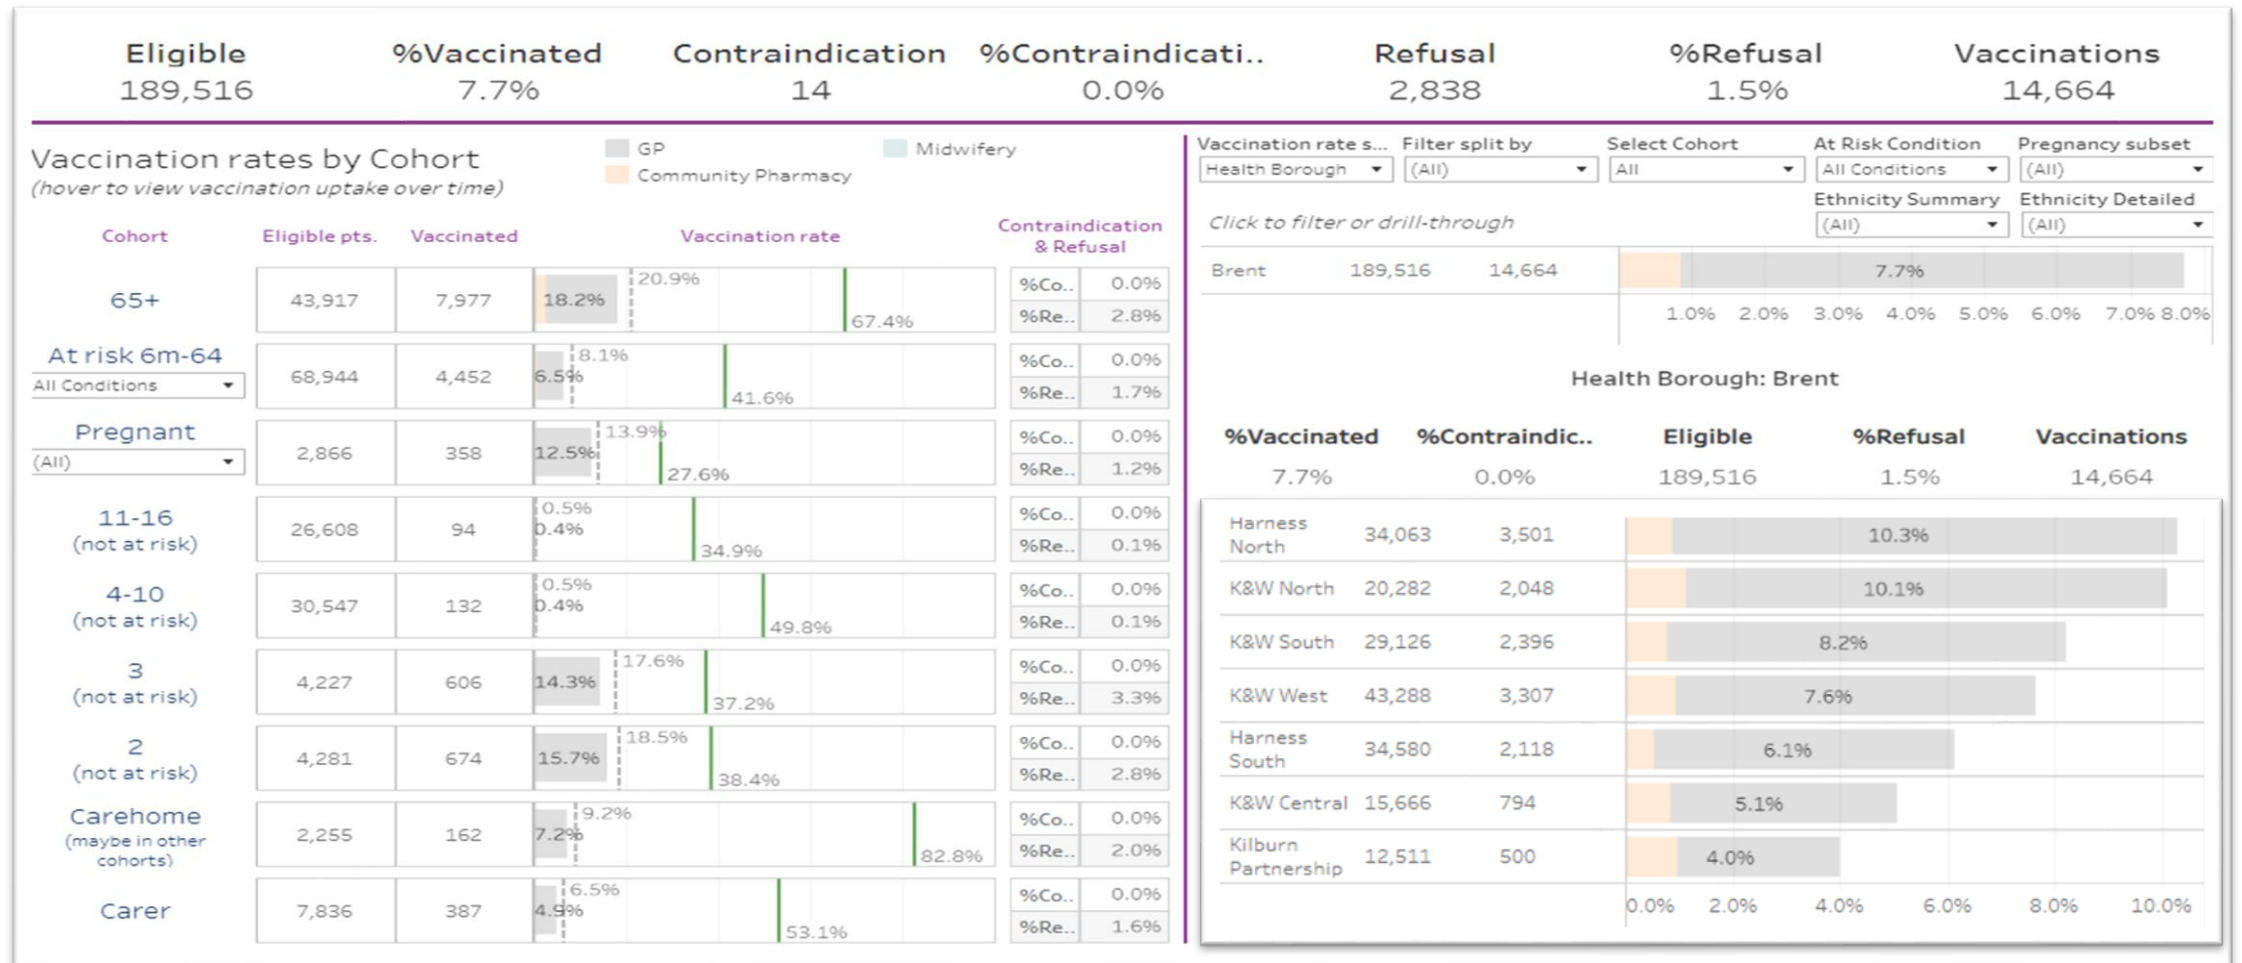 Eligible %Vaccinated Contraindication %Contraindicati.. Refusal %Refusal Vaccinations
189,516 7.7% 14 0.0% 2,838 1.5% 14,664
Vaccination rates by Cohort
(hover to view vaccination uptake over time)
GP Midwifery
Community Pharmacy
Cohort Eligible pts. Vaccinated Vaccination rate Contraindication
& Refusal
65+ 43,917 7,977 18.2% 20.9% 67.4%
%Co.. 0.0%
%Re.. 2.8%
At risk 6m-64
All Conditions
68,944 4,452 6.5% 8.1% 41.6%
%Co.. 0.0%
%Re.. 1.7%
Pregnant
(All)
2,866 358 12.5% 13.9% 27.6%
%Co.. 0.0%
%Re.. 1.2%
11-16
(not at risk)
26,608 94 0.5% 0.4% 34.9%
%Co.. 0.0%
%Re.. 0.1%
4-10
(not at risk)
30,547 132 0.5% 0.4% 49.8%
%Co.. 0.0%
%Re.. 0.1%
3
(not at risk)
4,227 606 14.3% 17.6% 37.2%
%Co.. 0.0%
%Re.. 3.3%
2
(not at risk)
4,281 674 15.7% 18.5% 38.4%
%Co.. 0.0%
%Re.. 2.8%
Carehome
(maybe in other
cohorts)
2,255 162 7.2% 9.2% 82.8%
%Co.. 0.0%
%Re.. 2.0%
Carer
7,836 387 4.9% 6.5% 53.1%
%Co.. 0.0%
%Re.. 1.6%
Vaccination rate s... Filter split by Select Cohort At Risk Condition Pregnancy subset
Health Borough (All) All All Conditions (All)
Ethnicity Summary Ethnicity Detailed
Click to filter or drill-through (All) (All)
Brent 189,516 14,664 7.7%
1.0% 2.0% 3.0% 4.0% 5.0% 6.0% 7.0% 8.0%
Health Borough: Brent
%Vaccinated %Contraindic.. Eligible %Refusal Vaccinations
7.7% 0.0% 189,516 1.5% 14,664
Harness
North
34,063 3,501 10.3%
K&W North 20,282 2,048 10.1%
K&W South 29,126 2,396 8.2%
K&W West 43,288 3,307 7.6%
Harness
South
34,580 2,118 6.1%
K&W Central 15,666 794 5.1%
Kilburn
Partnership
12,511 500 4.0%
0.0% 2.0% 4.0% 6.0% 8.0% 10.0%